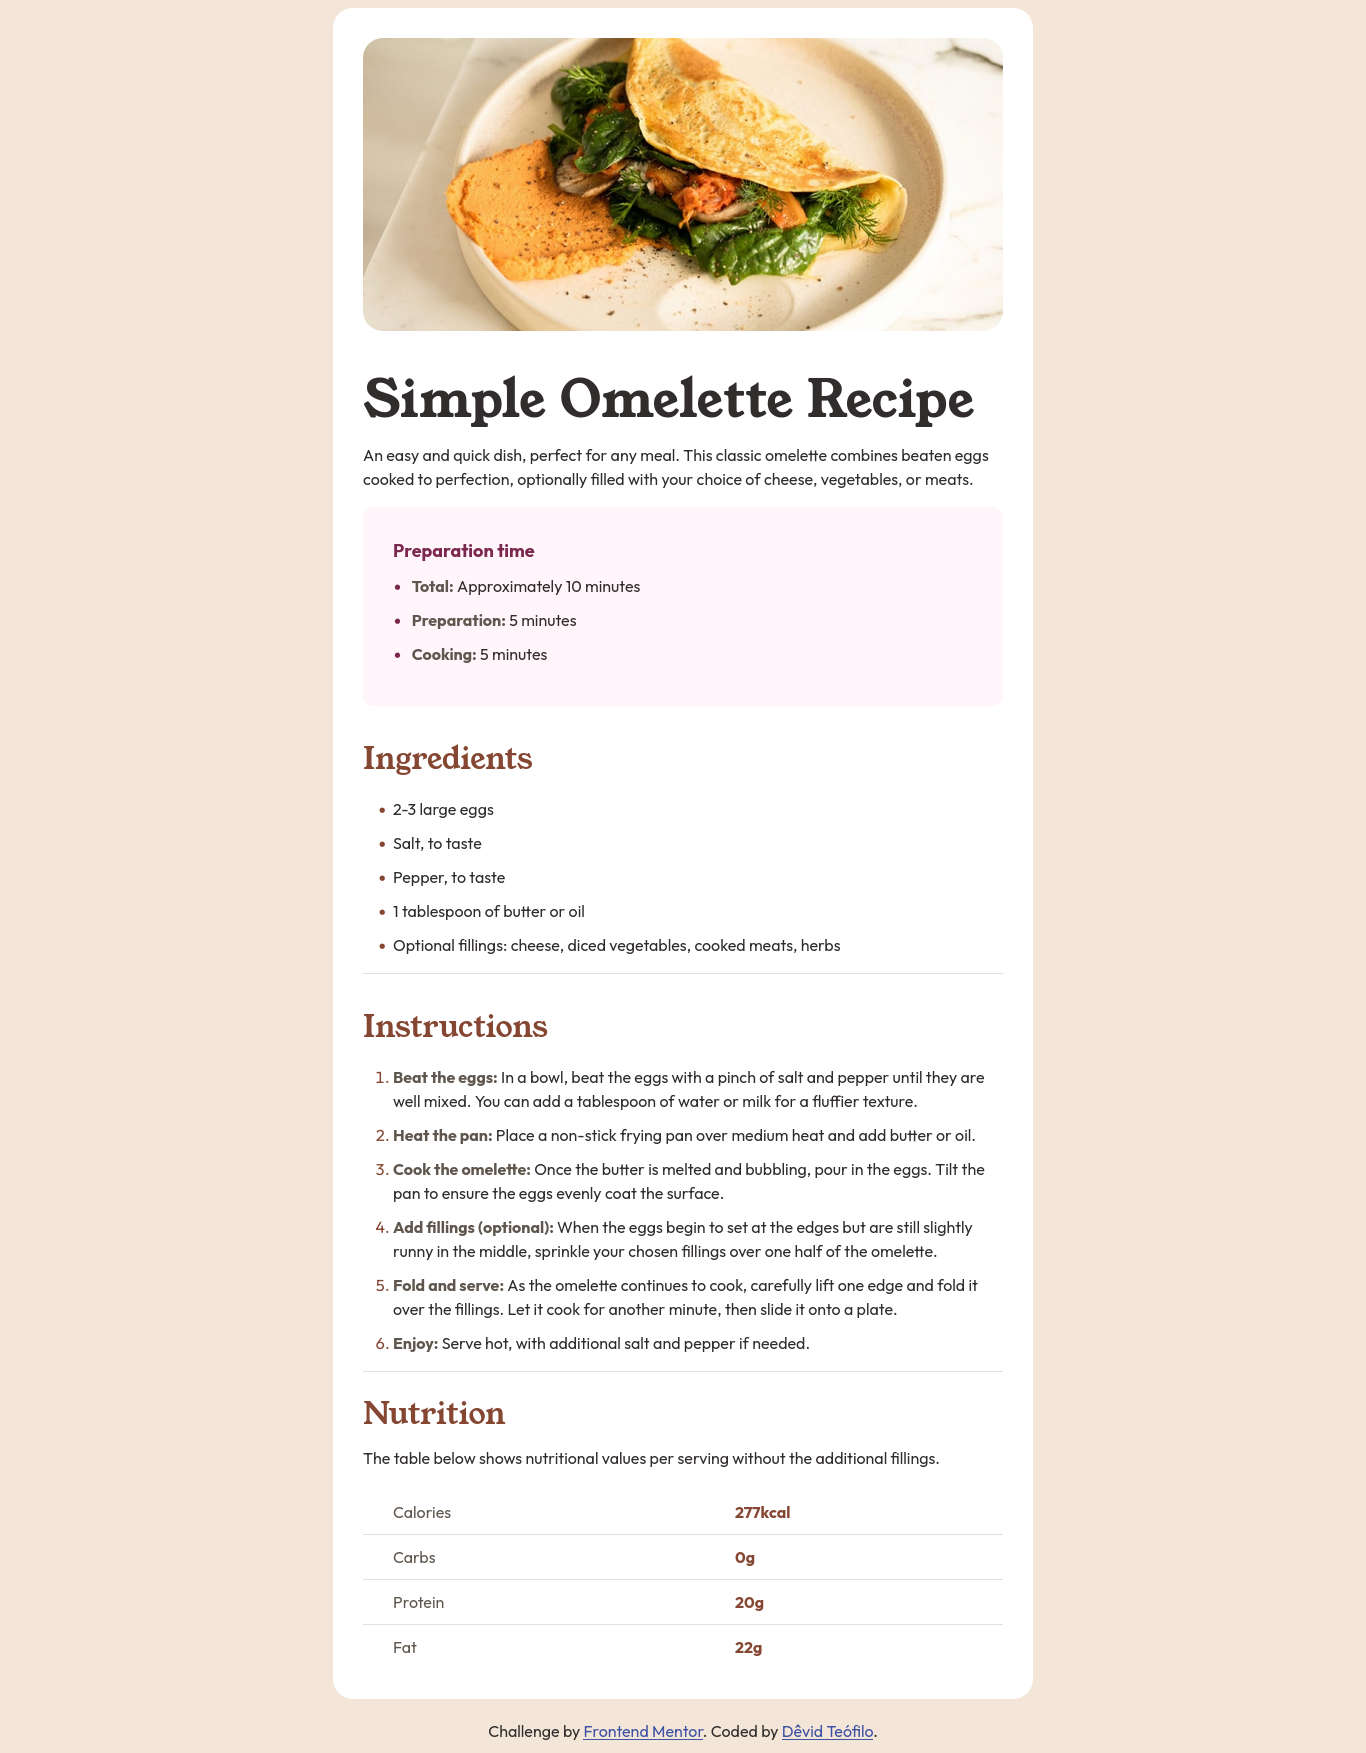 Simple Omelette Recipe
An easy and quick dish, perfect for any meal. This classic omelette combines beaten eggs
cooked to perfection, optionally filled with your choice of cheese, vegetables, or meats.
Preparation time
• Total: Approximately 10 minutes
• Preparation: 5 minutes
• Cooking: 5 minutes
Ingredients
• 2-3 large eggs
• Salt, to taste
• Pepper, to taste
• 1 tablespoon of butter or oil
• Optional fillings: cheese, diced vegetables, cooked meats, herbs
Instructions
1. Beat the eggs: In a bowl, beat the eggs with a pinch of salt and pepper until they are
well mixed. You can add a tablespoon of water or milk for a fluffier texture.
2. Heat the pan: Place a non-stick frying pan over medium heat and add butter or oil.
3. Cook the omelette: Once the butter is melted and bubbling, pour in the eggs. Tilt the
pan to ensure the eggs evenly coat the surface.
4. Add fillings (optional): When the eggs begin to set at the edges but are still slightly
runny in the middle, sprinkle your chosen fillings over one half of the omelette.
5. Fold and serve: As the omelette continues to cook, carefully lift one edge and fold it
over the fillings. Let it cook for another minute, then slide it onto a plate.
6. Enjoy: Serve hot, with additional salt and pepper if needed.
Nutrition
The table below shows nutritional values per serving without the additional fillings.
Calories 277kcal
Carbs 0g
Protein 20g
Fat 22g
Challenge by Frontend Mentor. Coded by Dêvid Teófilo.